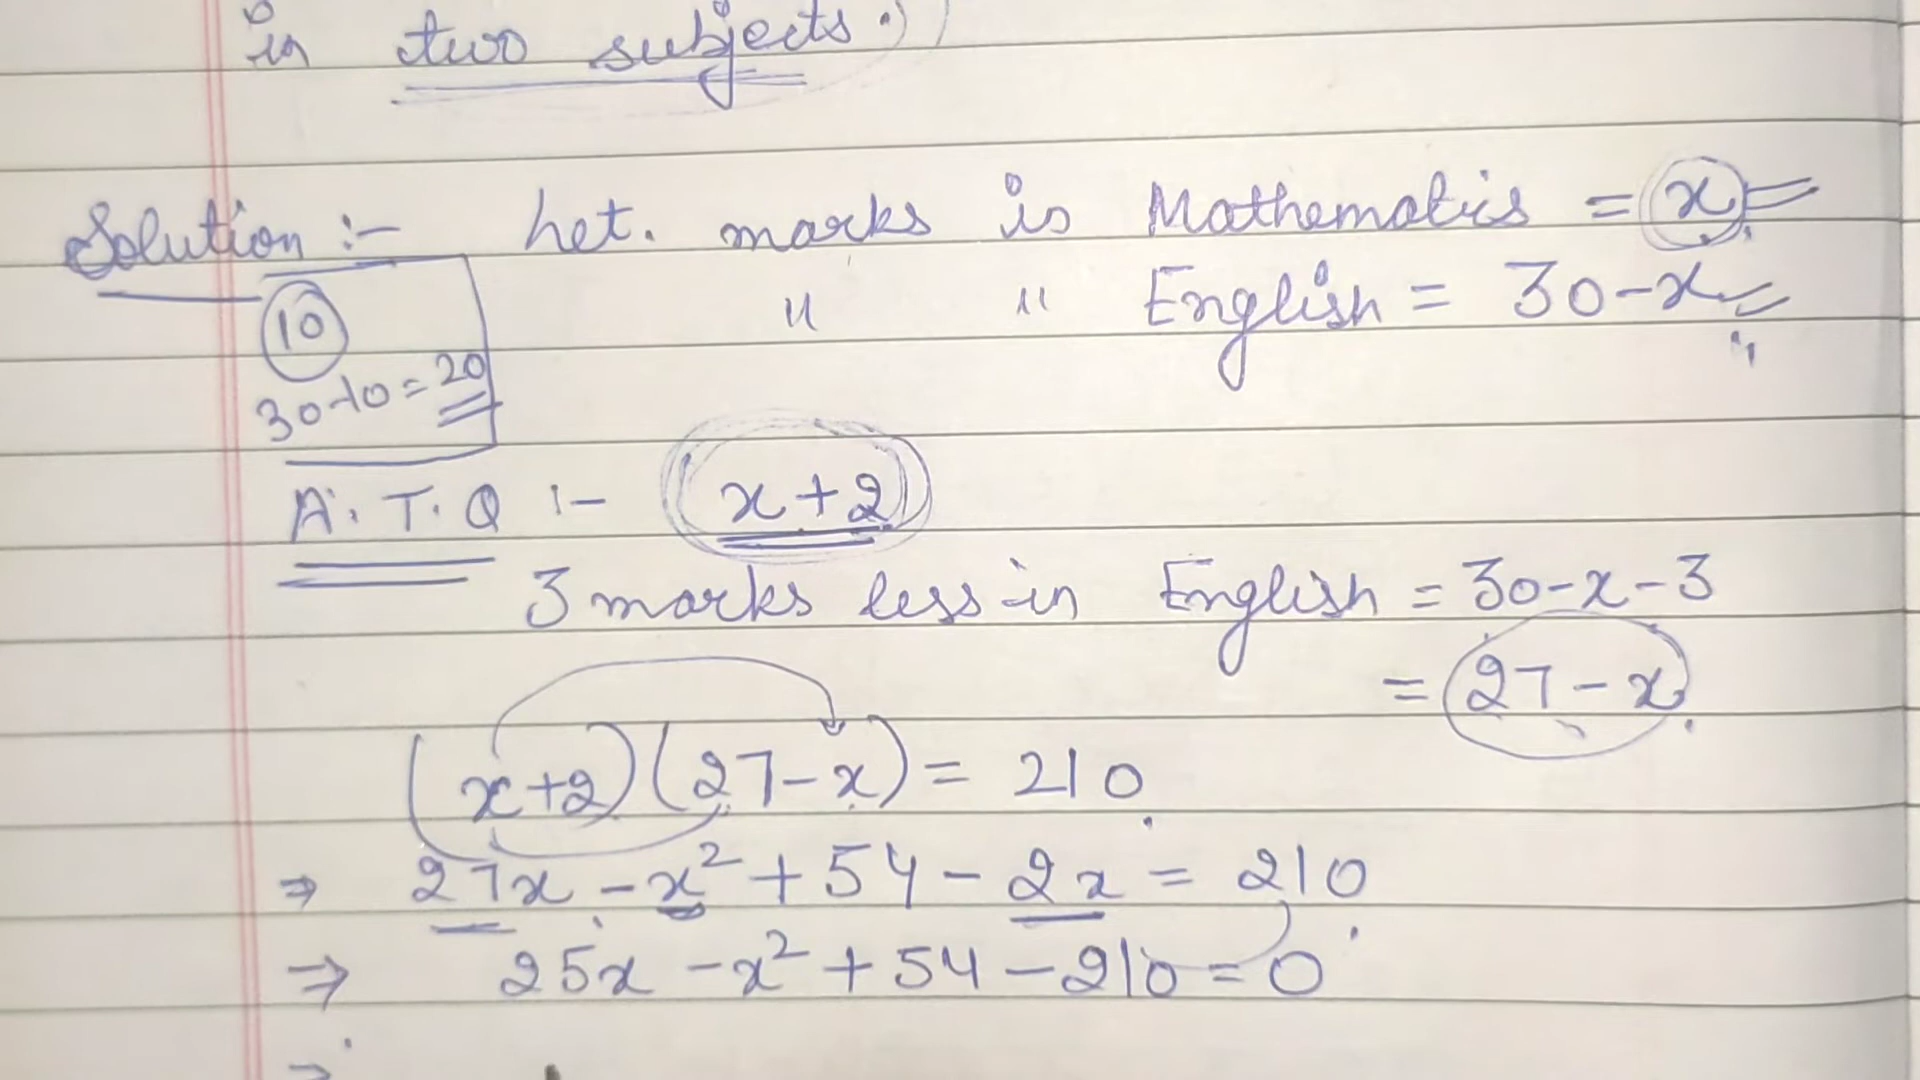 in two subjects.)
Solution :- Let. marks is Mathematics = x
" " English = 30-x
10
30-10=20
A.T.Q :- x+2
3 marks less in English = 30-x-3
= 27-x
(x+2)(27-x) = 210
⇒ 27x - x² + 54 - 2x = 210
⇒ 25x - x² + 54 - 210 = 0
⇒